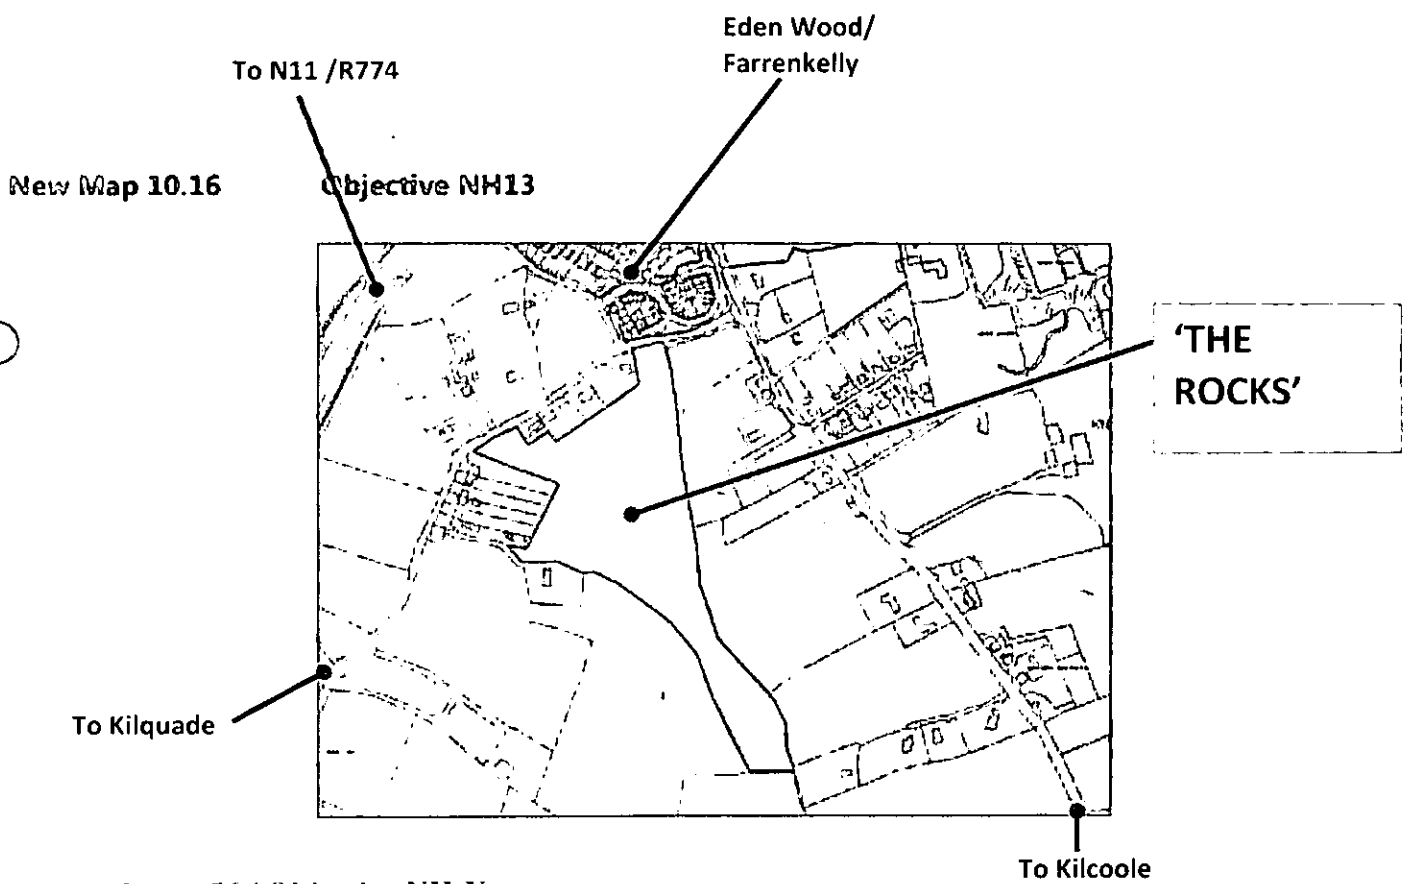 Eden Wood/
Farrenkelly
To N11 /R774
New Map 10.16 Objective NH13
'THE
ROCKS'
To Kilquade
To Kilcoole